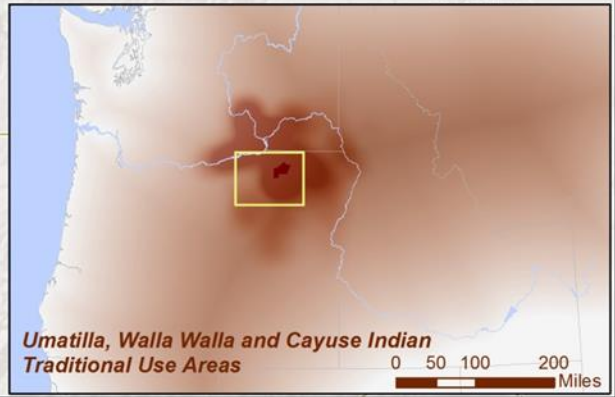 Umatilla, Walla Walla and Cayuse Indian
Traditional Use Areas
0 50 100 200
Miles